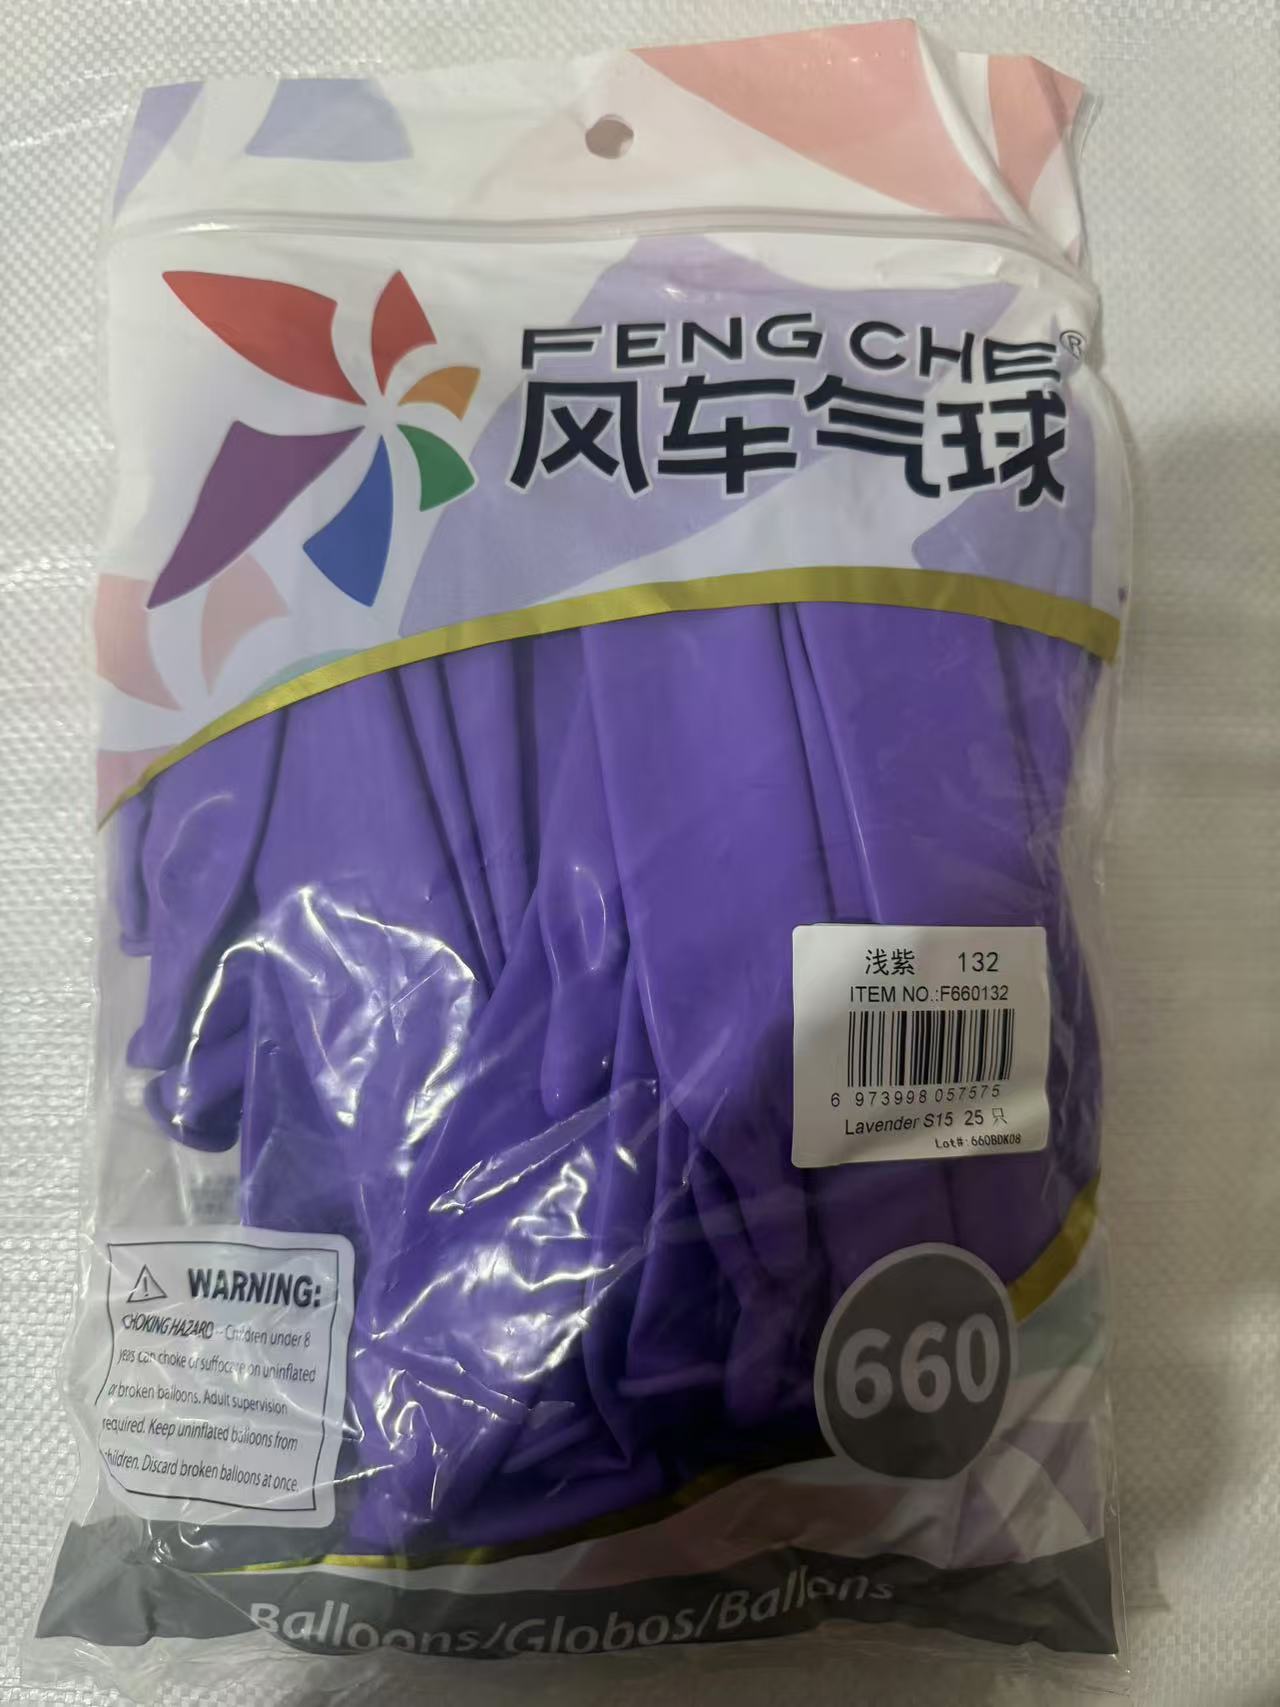 FENG CHE®
风车气球
浅紫 132
ITEM NO.:F660132
6 973998 057575
Lavender S15 25 只
Lot#: 660BDK08
WARNING:
CHOKING HAZARD -- Children under 8
years can choke or suffocate on uninflated
or broken balloons. Adult supervision
required. Keep uninflated balloons from
children. Discard broken balloons at once.
660
Balloons/Globos/Ballons